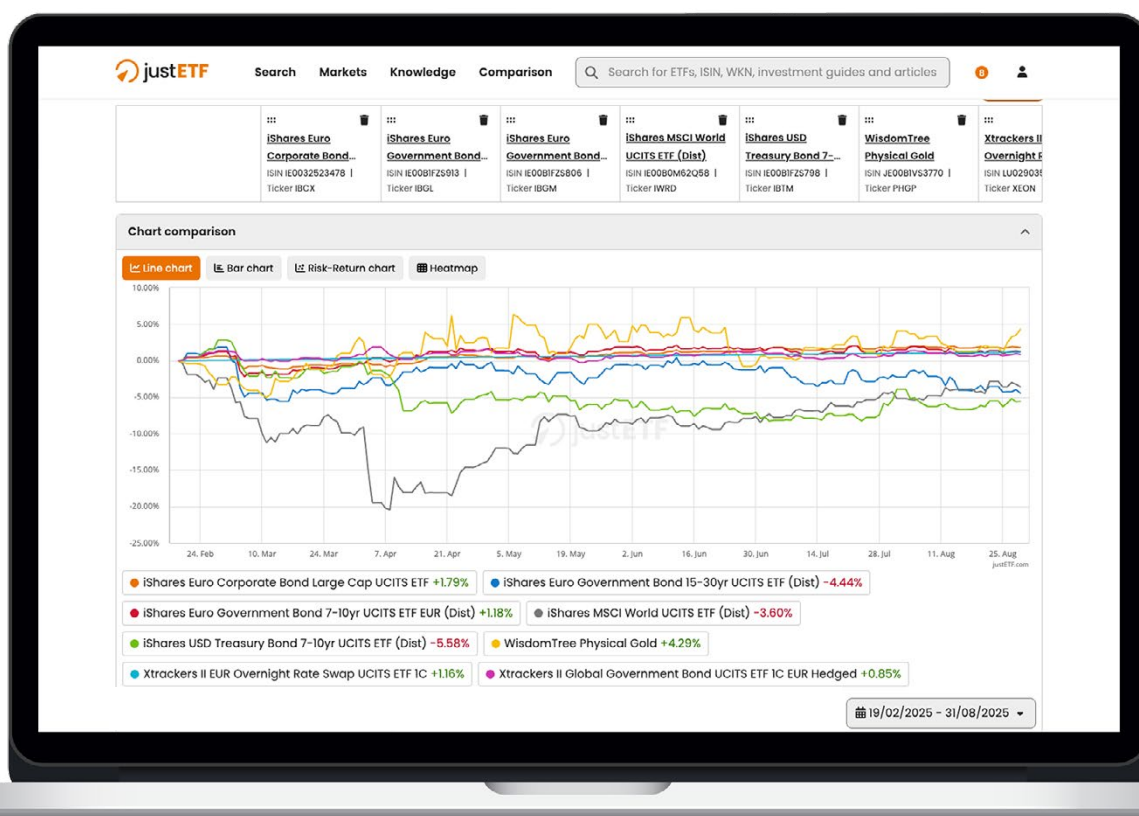 justETF
Search Markets Knowledge Comparison
Search for ETFs, ISIN, WKN, investment guides and articles
8
iShares Euro
Corporate Bond...
ISIN IE0032523478 |
Ticker IBCX
iShares Euro
Government Bond...
ISIN IE00B1FZS913 |
Ticker IBGL
iShares Euro
Government Bond...
ISIN IE00B1FZS806 |
Ticker IBGM
iShares MSCI World
UCITS ETF (Dist)
ISIN IE00B0M62Q58 |
Ticker IWRD
iShares USD
Treasury Bond 7-...
ISIN IE00B1FZS798 |
Ticker IBTM
WisdomTree
Physical Gold
ISIN JE00B1VS3770 |
Ticker PHGP
Xtrackers II
Overnight
ISIN LU029035
Ticker XEON
Chart comparison
Line chart Bar chart Risk-Return chart Heatmap
10.00%
5.00%
0.00%
-5.00%
-10.00%
-15.00%
-20.00%
-25.00%
justETF
24. Feb 10. Mar 24. Mar 7. Apr 21. Apr 5. May 19. May 2. Jun 16. Jun 30. Jun 14. Jul 28. Jul 11. Aug 25. Aug
justETF.com
iShares Euro Corporate Bond Large Cap UCITS ETF +1.79%
iShares Euro Government Bond 15-30yr UCITS ETF (Dist) -4.44%
iShares Euro Government Bond 7-10yr UCITS ETF EUR (Dist) +1.18%
iShares MSCI World UCITS ETF (Dist) -3.60%
iShares USD Treasury Bond 7-10yr UCITS ETF (Dist) -5.58%
WisdomTree Physical Gold +4.29%
Xtrackers II EUR Overnight Rate Swap UCITS ETF 1C +1.16%
Xtrackers II Global Government Bond UCITS ETF 1C EUR Hedged +0.85%
19/02/2025 - 31/08/2025